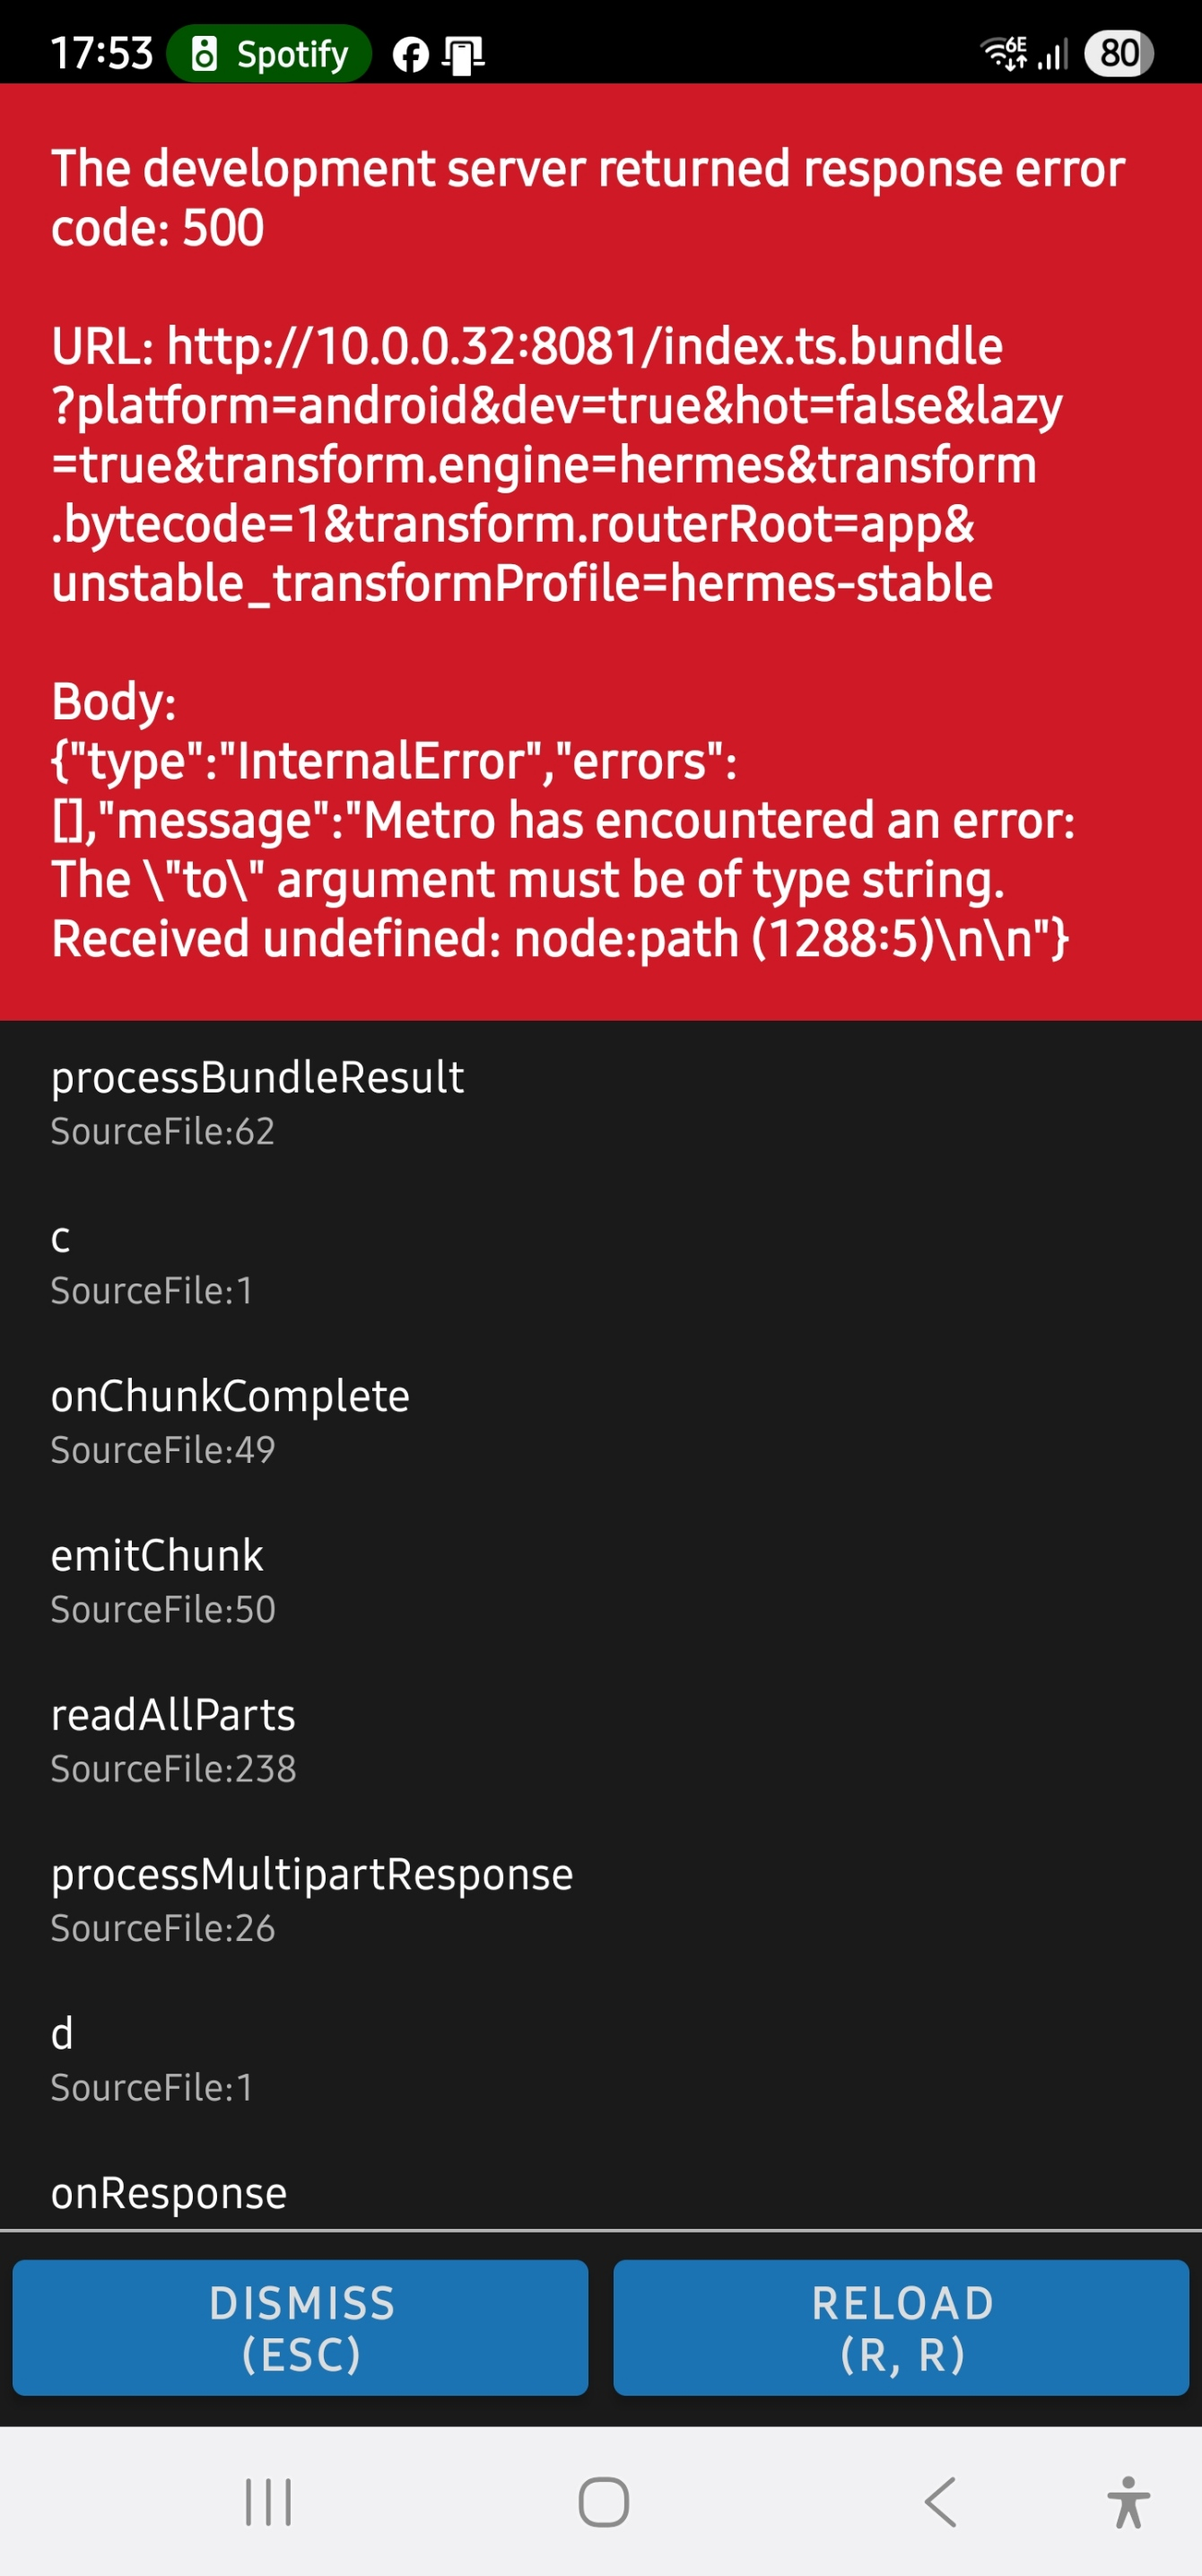 17:53 Spotify 6E 80
The development server returned response error
code: 500
URL: http://10.0.0.32:8081/index.ts.bundle
?platform=android&dev=true&hot=false&lazy
=true&transform.engine=hermes&transform
.bytecode=1&transform.routerRoot=app&
unstable_transformProfile=hermes-stable
Body:
{"type":"InternalError","errors":
[],"message":"Metro has encountered an error:
The \"to\" argument must be of type string.
Received undefined: node:path (1288:5)\n\n"}
processBundleResult
SourceFile:62
c
SourceFile:1
onChunkComplete
SourceFile:49
emitChunk
SourceFile:50
readAllParts
SourceFile:238
processMultipartResponse
SourceFile:26
d
SourceFile:1
onResponse
DISMISS
(ESC)
RELOAD
(R, R)